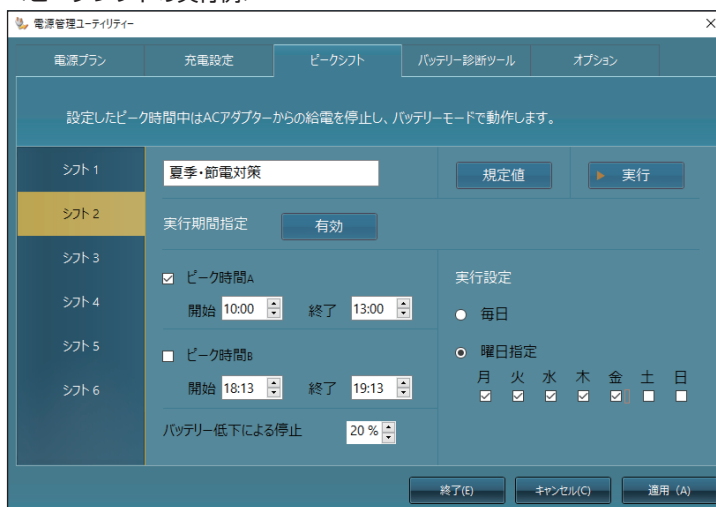 電源管理ユーティリティー
電源プラン 充電設定 ピークシフト バッテリー診断ツール オプション
設定したピーク時間中はACアダプターからの給電を停止し、バッテリーモードで動作します。
シフト 1
シフト 2
シフト 3
シフト 4
シフト 5
シフト 6
夏季・節電対策 規定値 実行
実行期間指定 有効
ピーク時間A
開始 10:00 終了 13:00
ピーク時間B
開始 18:13 終了 19:13
バッテリー低下による停止 20 %
実行設定
毎日
曜日指定
月 火 水 木 金 土 日
終了(E) キャンセル(C) 適用 (A)